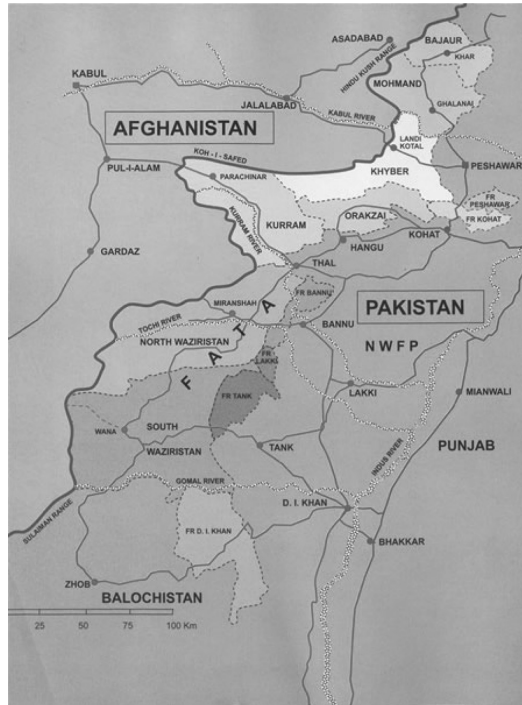 ASADABAD
BAJAUR
KHAR
HINDU KUSH RANGE
MOHMAND
KABUL
JALALABAD
KABUL RIVER
GHALANAI
AFGHANISTAN
LANDI
KOTAL
KOH - I - SAFED
PUL-I-ALAM
PARACHINAR
KHYBER
PESHAWAR
FR
PESHAWAR
KURRAM RIVER
KURRAM
ORAKZAI
FR KOHAT
KOHAT
HANGU
GARDAZ
THAL
FR BANNU
MIRANSHAH
PAKISTAN
TOCHI RIVER
BANNU
NORTH WAZIRISTAN
F A T A
N W F P
FR
LAKKI
LAKKI
MIANWALI
FR TANK
WANA
SOUTH
WAZIRISTAN
TANK
PUNJAB
INDUS RIVER
GOMAL RIVER
SULAIMAN RANGE
D. I. KHAN
FR D. I. KHAN
BHAKKAR
ZHOB
BALOCHISTAN
25 50 75 100 Km